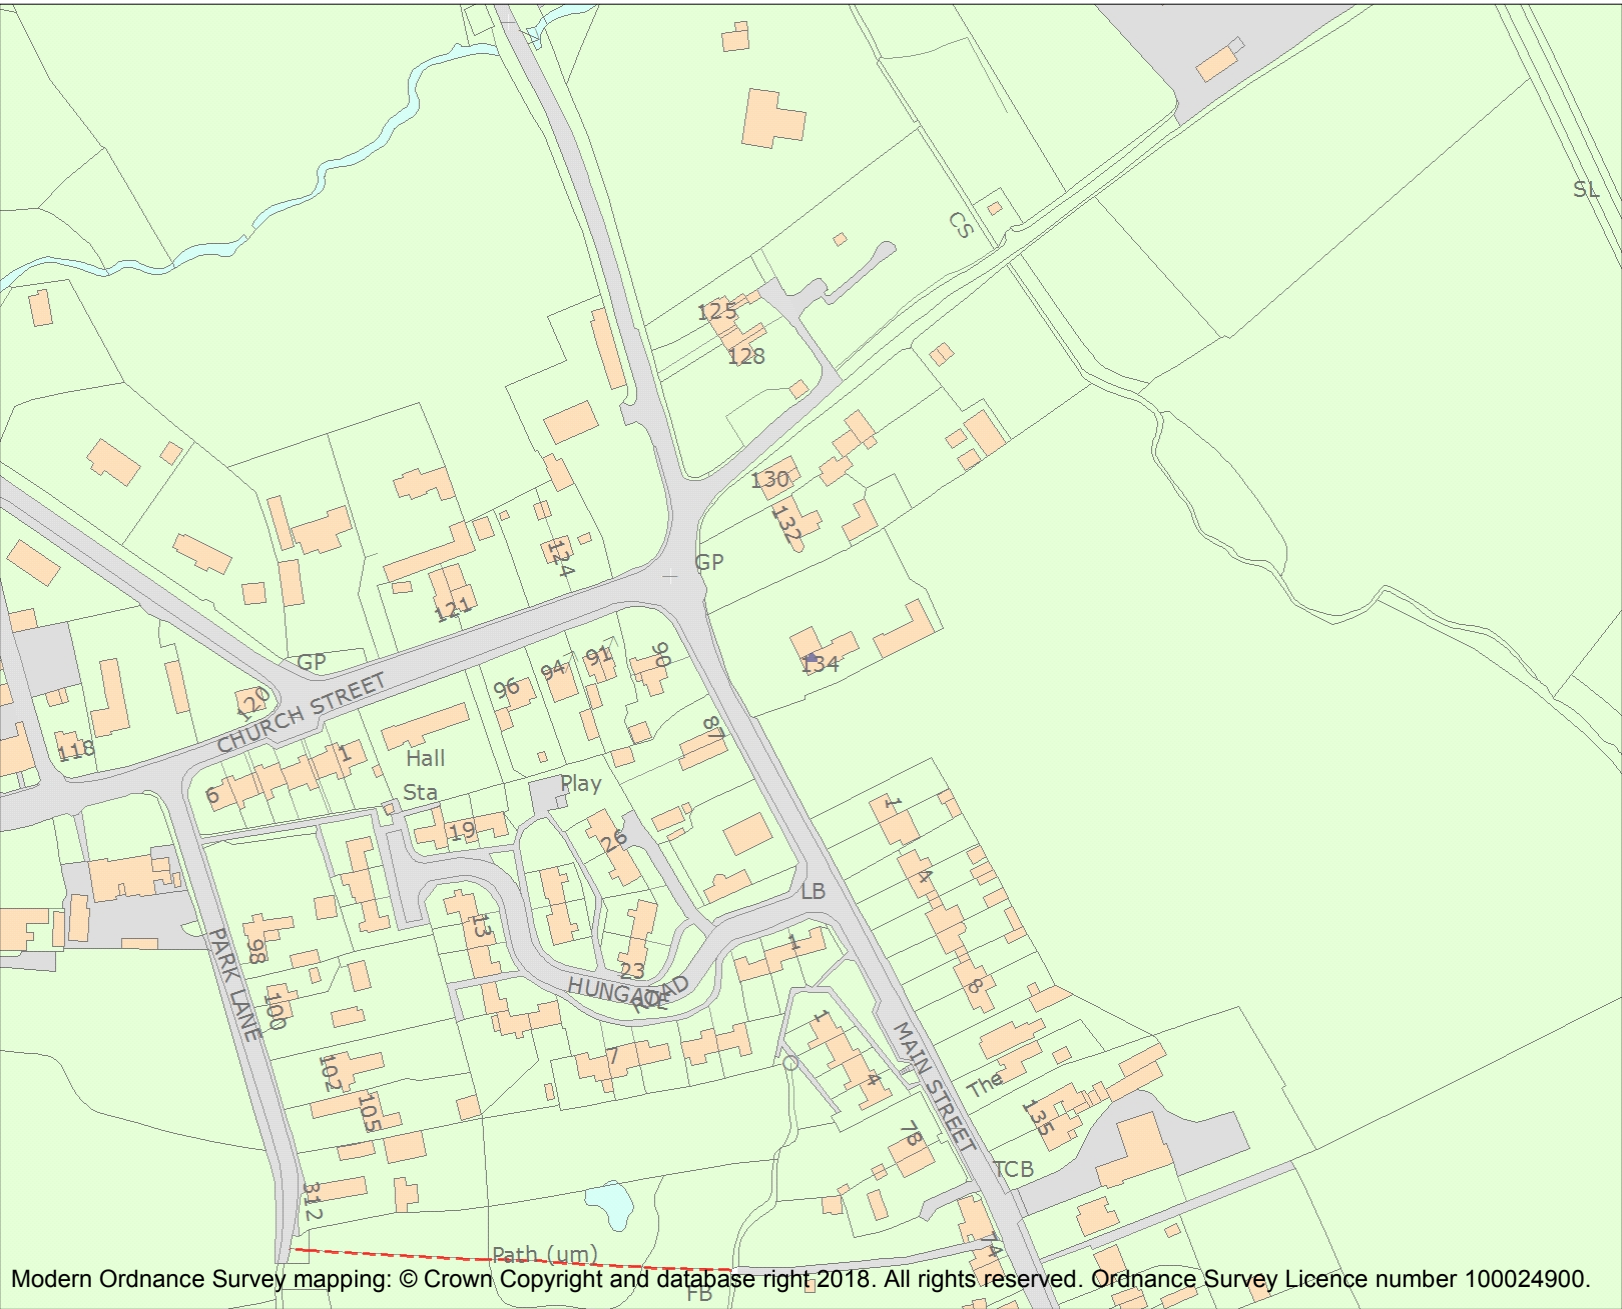 SL
CS
125
128
130
132
124
GP
121
134
GP
90
91
94
96
120
CHURCH STREET
87
118
1
Hall
6
Sta
Play
1
19
26
4
LB
13
98
1
23
HUNGATE
ROAD
8
PARK LANE
100
1
MAIN STREET
7
102
4
The
105
135
78
TCB
312
74
Path (um)
Modern Ordnance Survey mapping: © Crown Copyright and database right 2018. All rights reserved. Ordnance Survey Licence number 100024900.
FB